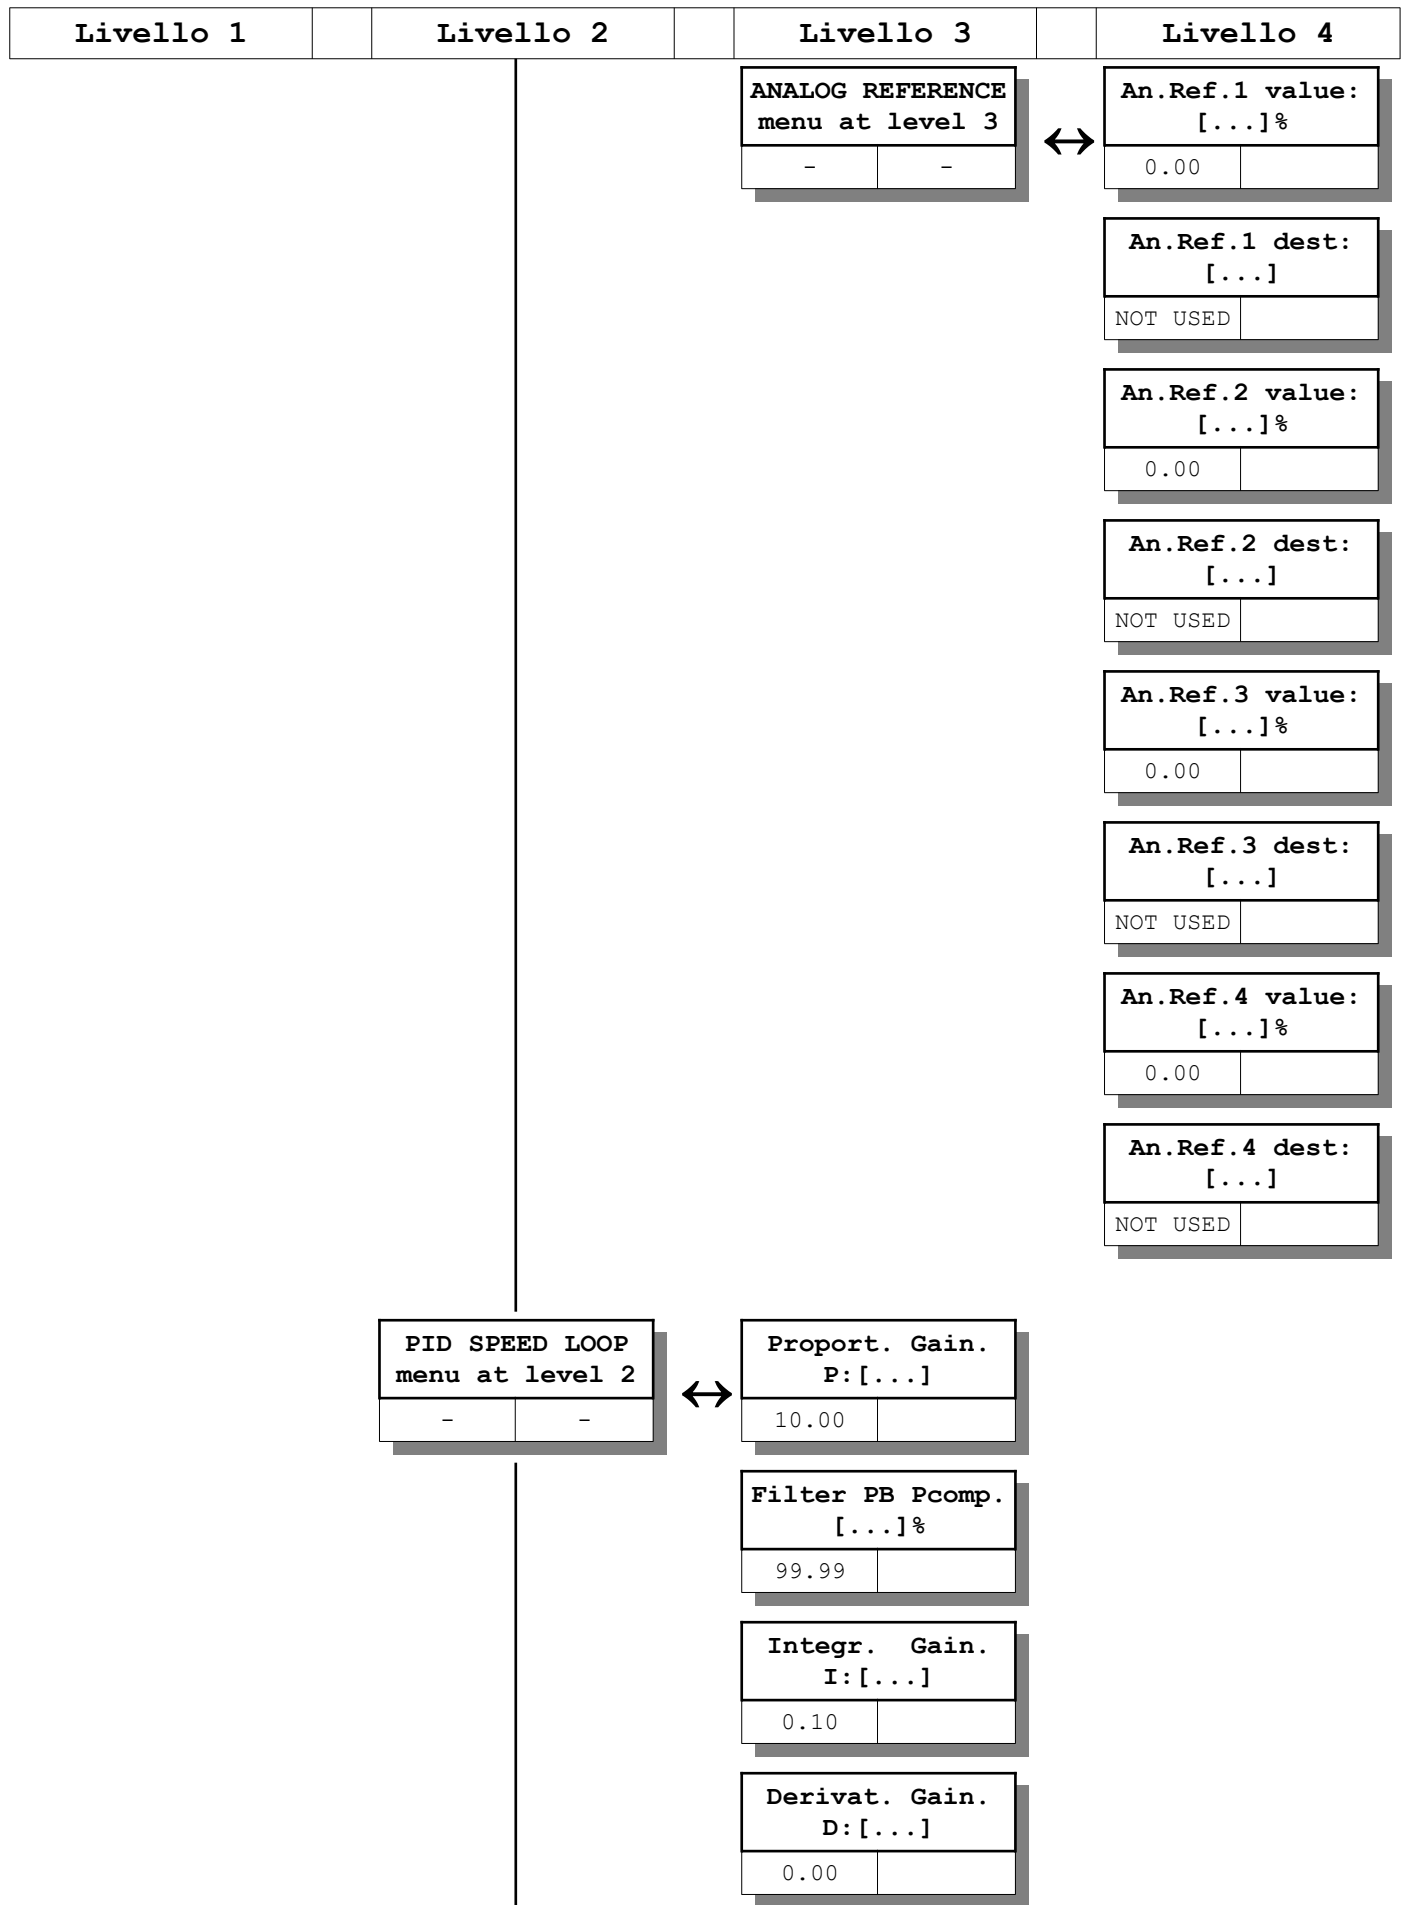 Livello 1 Livello 2 Livello 3 Livello 4
ANALOG REFERENCE
menu at level 3
- -
An.Ref.1 value:
[...]%
0.00
An.Ref.1 dest:
[...]
NOT USED
An.Ref.2 value:
[...]%
0.00
An.Ref.2 dest:
[...]
NOT USED
An.Ref.3 value:
[...]%
0.00
An.Ref.3 dest:
[...]
NOT USED
An.Ref.4 value:
[...]%
0.00
An.Ref.4 dest:
[...]
NOT USED
PID SPEED LOOP
menu at level 2
- -
Proport. Gain.
P:[...]
10.00
Filter PB Pcomp.
[...]%
99.99
Integr.  Gain.
I:[...]
0.10
Derivat. Gain.
D:[...]
0.00